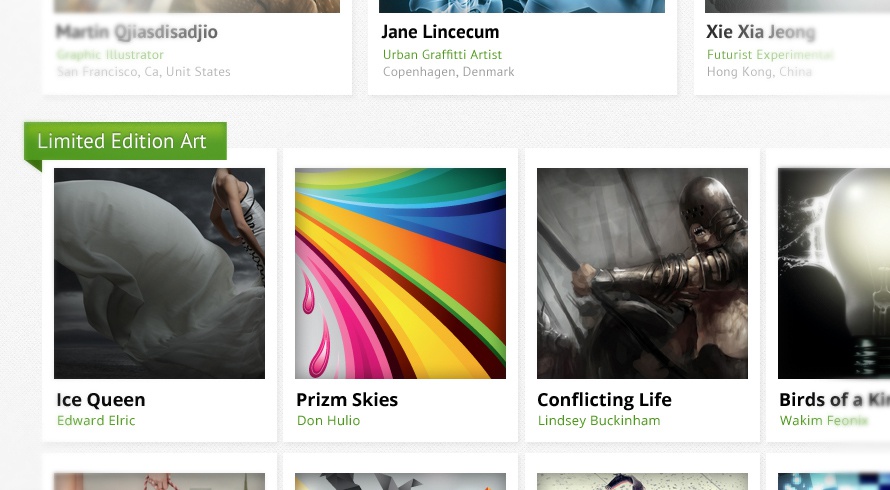 Martin Qjiasdisadjio
Graphic Illustrator
San Francisco, Ca, Unit States
Jane Lincecum
Urban Graffitti Artist
Copenhagen, Denmark
Xie Xia Jeong
Futurist Experimental
Hong Kong, China
Limited Edition Art
Ice Queen
Edward Elric
Prizm Skies
Don Hulio
Conflicting Life
Lindsey Buckinham
Birds of a
Wakim Feonix